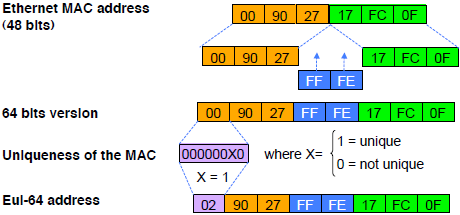 Ethernet MAC address
(48 bits)
00 90 27 17 FC 0F
00 90 27 17 FC 0F
FF FE
64 bits version
00 90 27 FF FE 17 FC 0F
Uniqueness of the MAC
000000X0
where X=
1 = unique
0 = not unique
X = 1
Eui-64 address
02 90 27 FF FE 17 FC 0F